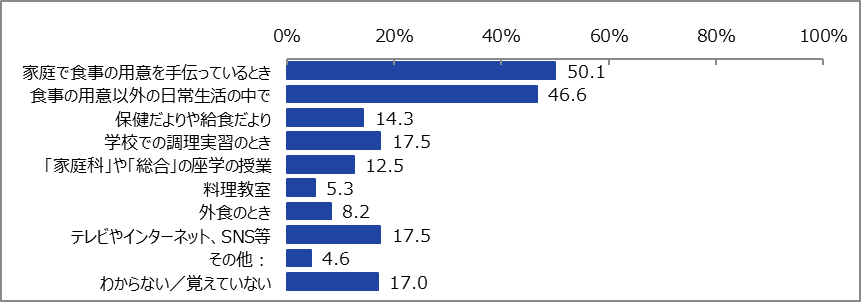 0% 20% 40% 60% 80% 100%
家庭で食事の用意を手伝っているとき 50.1
食事の用意以外の日常生活の中で 46.6
保健だよりや給食だより 14.3
学校での調理実習のとき 17.5
「家庭科」や「総合」の座学の授業 12.5
料理教室 5.3
外食のとき 8.2
テレビやインターネット、SNS等 17.5
その他： 4.6
わからない／覚えていない 17.0